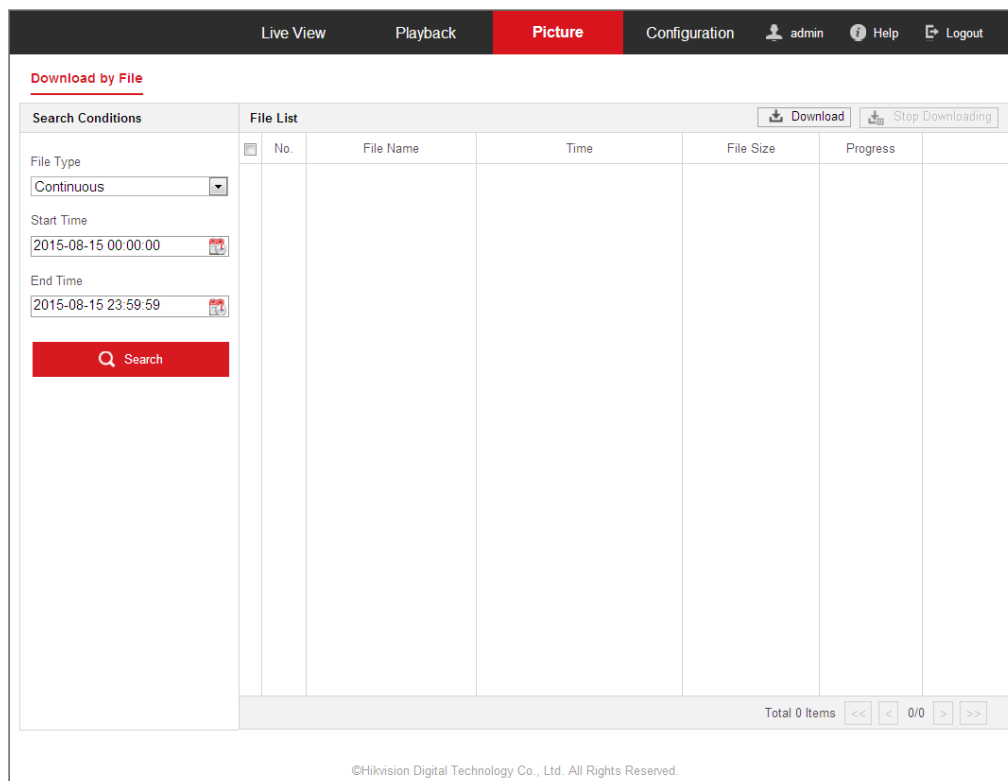 Live View Playback Picture Configuration admin Help Logout
Download by File
Search Conditions
File List Download Stop Downloading
No. File Name Time File Size Progress
File Type
Continuous
Start Time
2015-08-15 00:00:00
End Time
2015-08-15 23:59:59
Search
Total 0 Items << < 0/0 > >>
©Hikvision Digital Technology Co., Ltd. All Rights Reserved.